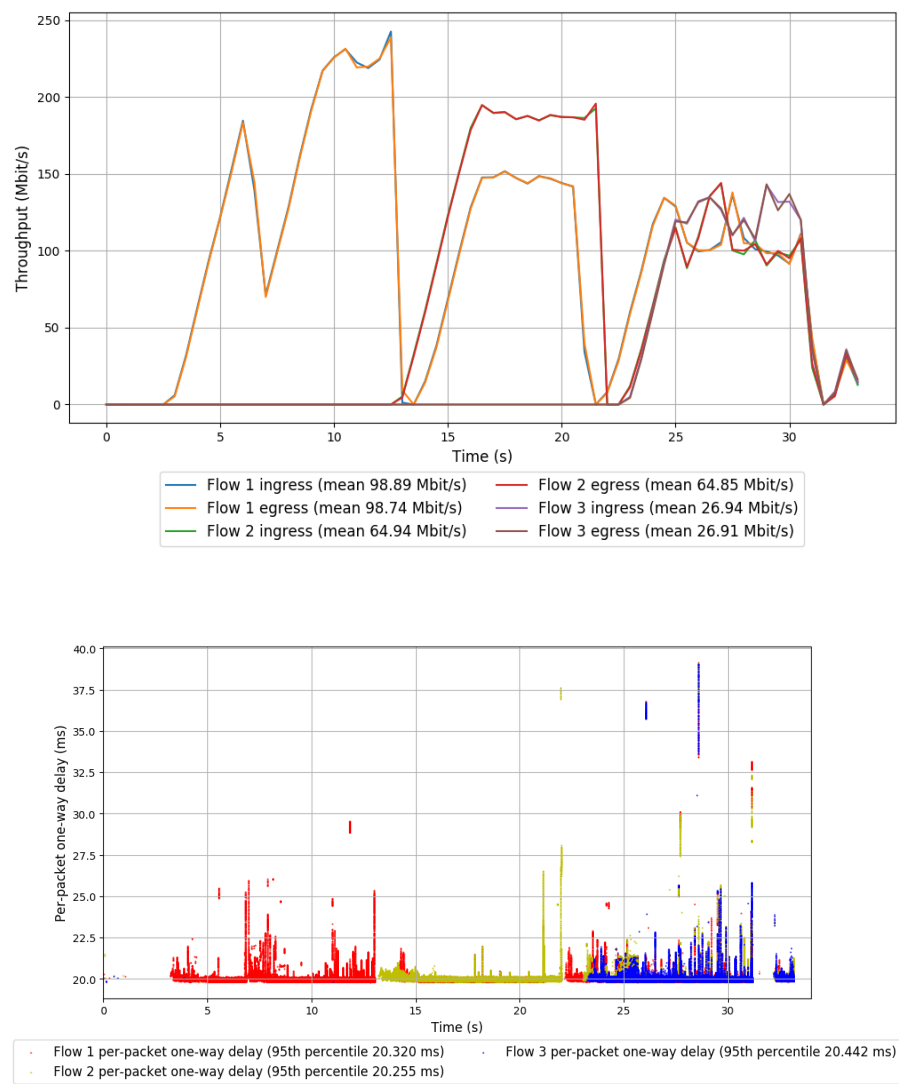 250
200
150
100
50
0
Throughput (Mbit/s)
0 5 10 15 20 25 30
Time (s)
Flow 1 ingress (mean 98.89 Mbit/s)
Flow 1 egress (mean 98.74 Mbit/s)
Flow 2 ingress (mean 64.94 Mbit/s)
Flow 2 egress (mean 64.85 Mbit/s)
Flow 3 ingress (mean 26.94 Mbit/s)
Flow 3 egress (mean 26.91 Mbit/s)
40.0
37.5
35.0
32.5
30.0
27.5
25.0
22.5
20.0
Per-packet one-way delay (ms)
0 5 10 15 20 25 30
Time (s)
Flow 1 per-packet one-way delay (95th percentile 20.320 ms)
Flow 2 per-packet one-way delay (95th percentile 20.255 ms)
Flow 3 per-packet one-way delay (95th percentile 20.442 ms)